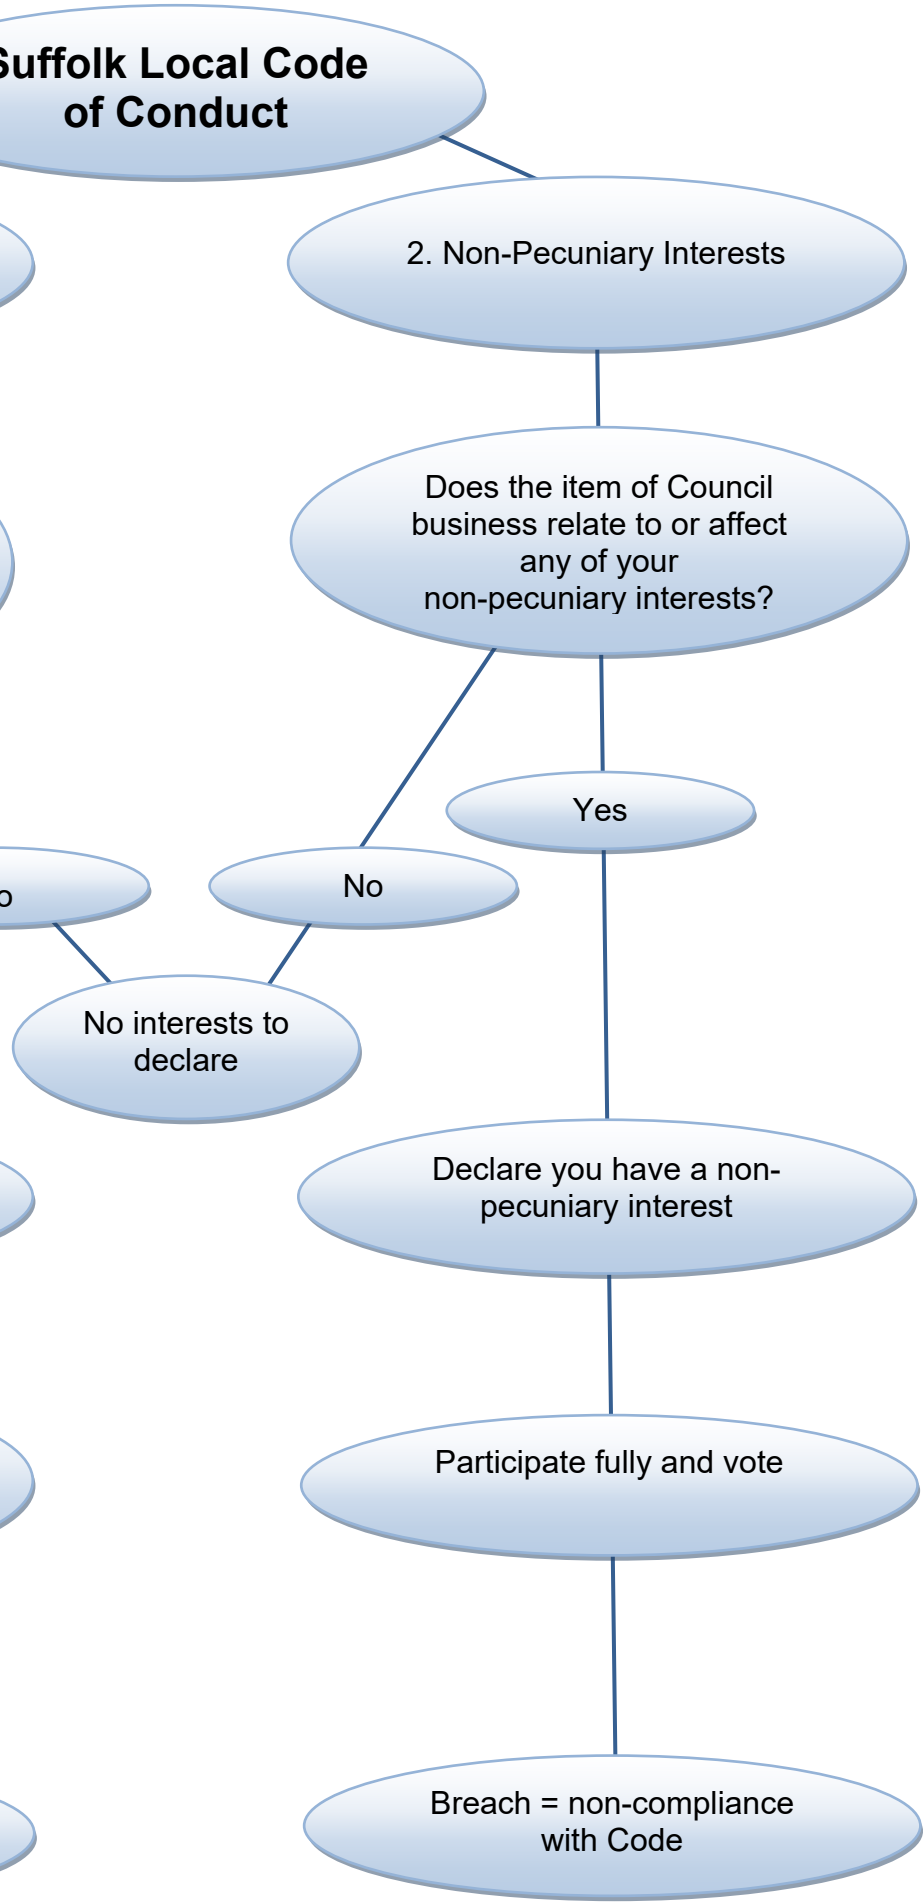 Suffolk Local Code
of Conduct
2. Non-Pecuniary Interests
Does the item of Council
business relate to or affect
any of your
non-pecuniary interests?
Yes
No
No interests to
declare
Declare you have a non-
pecuniary interest
Participate fully and vote
Breach = non-compliance
with Code